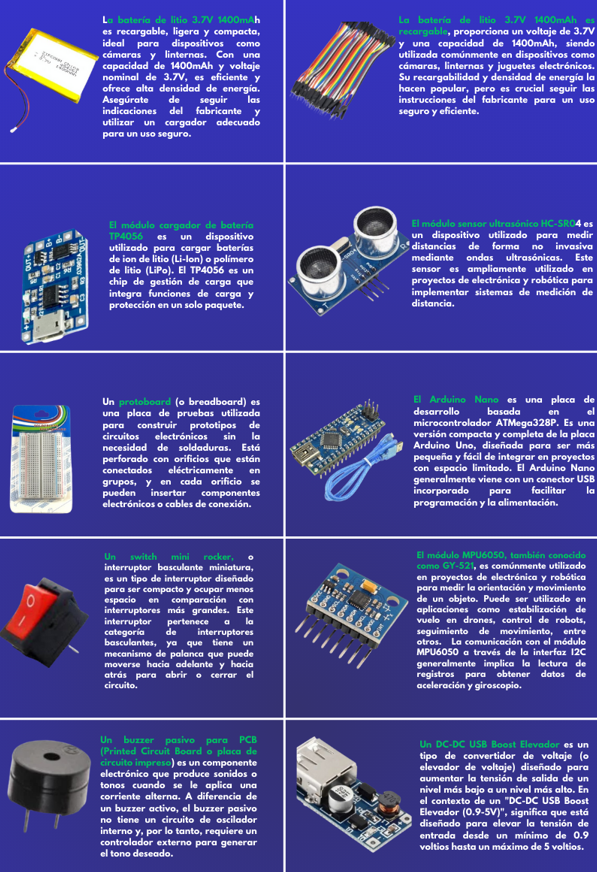 La batería de litio 3.7V 1400mAh
es recargable, ligera y compacta,
ideal para dispositivos como
cámaras y linternas. Con una
capacidad de 1400mAh y voltaje
nominal de 3.7V, es eficiente y
ofrece alta densidad de energía.
Asegúrate de seguir las
indicaciones del fabricante y
utilizar un cargador adecuado
para un uso seguro.
La batería de litio 3.7V 1400mAh es
recargable, proporciona un voltaje de 3.7V
y una capacidad de 1400mAh, siendo
utilizada comúnmente en dispositivos como
cámaras, linternas y juguetes electrónicos.
Su recargabilidad y densidad de energía la
hacen popular, pero es crucial seguir las
instrucciones del fabricante para un uso
seguro y eficiente.
El módulo cargador de batería
TP4056 es un dispositivo
utilizado para cargar baterías
de ion de litio (Li-Ion) o polímero
de litio (LiPo). El TP4056 es un
chip de gestión de carga que
integra funciones de carga y
protección en un solo paquete.
El módulo sensor ultrasónico HC-SR04 es
un dispositivo utilizado para medir
distancias de forma no invasiva
mediante ondas ultrasónicas. Este
sensor es ampliamente utilizado en
proyectos de electrónica y robótica para
implementar sistemas de medición de
distancia.
Un protoboard (o breadboard) es
una placa de pruebas utilizada
para construir prototipos de
circuitos electrónicos sin la
necesidad de soldaduras. Está
perforado con orificios que están
conectados eléctricamente en
grupos, y en cada orificio se
pueden insertar componentes
electrónicos o cables de conexión.
El Arduino Nano es una placa de
desarrollo basada en el
microcontrolador ATMega328P. Es una
versión compacta y completa de la placa
Arduino Uno, diseñada para ser más
pequeña y fácil de integrar en proyectos
con espacio limitado. El Arduino Nano
generalmente viene con un conector USB
incorporado para facilitar la
programación y la alimentación.
Un switch mini rocker, o
interruptor basculante miniatura,
es un tipo de interruptor diseñado
para ser compacto y ocupar menos
espacio en comparación con
interruptores más grandes. Este
interruptor pertenece a la
categoría de interruptores
basculantes, ya que tiene un
mecanismo de palanca que puede
moverse hacia adelante y hacia
atrás para abrir o cerrar el
circuito.
El módulo MPU6050, también conocido
como GY-521, es comúnmente utilizado
en proyectos de electrónica y robótica
para medir la orientación y movimiento
de un objeto. Puede ser utilizado en
aplicaciones como estabilización de
vuelo en drones, control de robots,
seguimiento de movimiento, entre
otros. La comunicación con el módulo
MPU6050 a través de la interfaz I2C
generalmente implica la lectura de
registros para obtener datos de
aceleración y giroscopio.
Un buzzer pasivo para PCB
(Printed Circuit Board o placa de
circuito impreso) es un componente
electrónico que produce sonidos o
tonos cuando se le aplica una
corriente alterna. A diferencia de
un buzzer activo, el buzzer pasivo
no tiene un circuito de oscilador
interno y, por lo tanto, requiere un
controlador externo para generar
el tono deseado.
Un DC-DC USB Boost Elevador es un
tipo de convertidor de voltaje (o
elevador de voltaje) diseñado para
aumentar la tensión de salida de un
nivel más bajo a un nivel más alto. En
el contexto de un "DC-DC USB Boost
Elevador (0.9-5V)", significa que está
diseñado para elevar la tensión de
entrada desde un mínimo de 0.9
voltios hasta un máximo de 5 voltios.